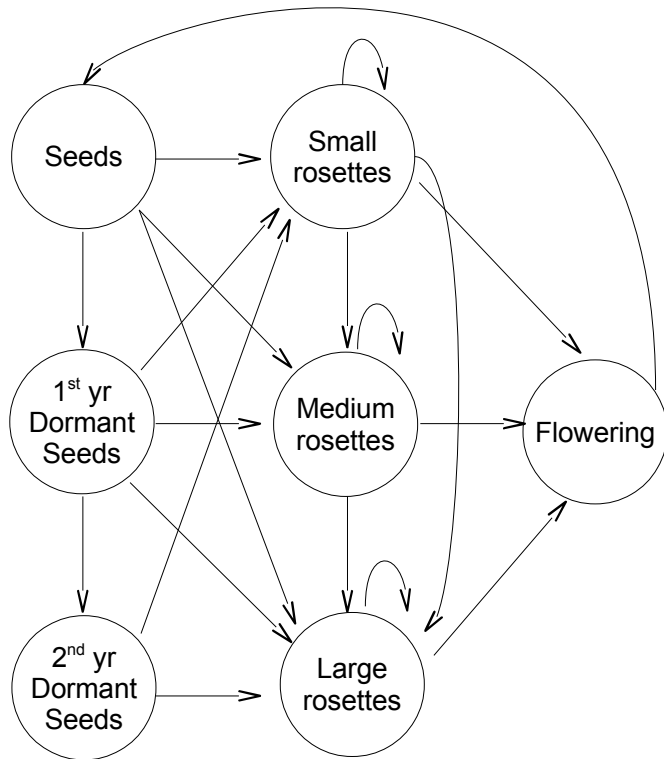 Seeds
Small
rosettes
1st yr
Dormant
Seeds
Medium
rosettes
Flowering
2nd yr
Dormant
Seeds
Large
rosettes